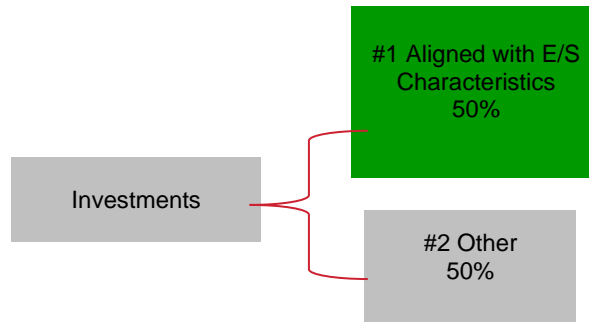 #1 Aligned with E/S
Characteristics
50%
Investments
#2 Other
50%